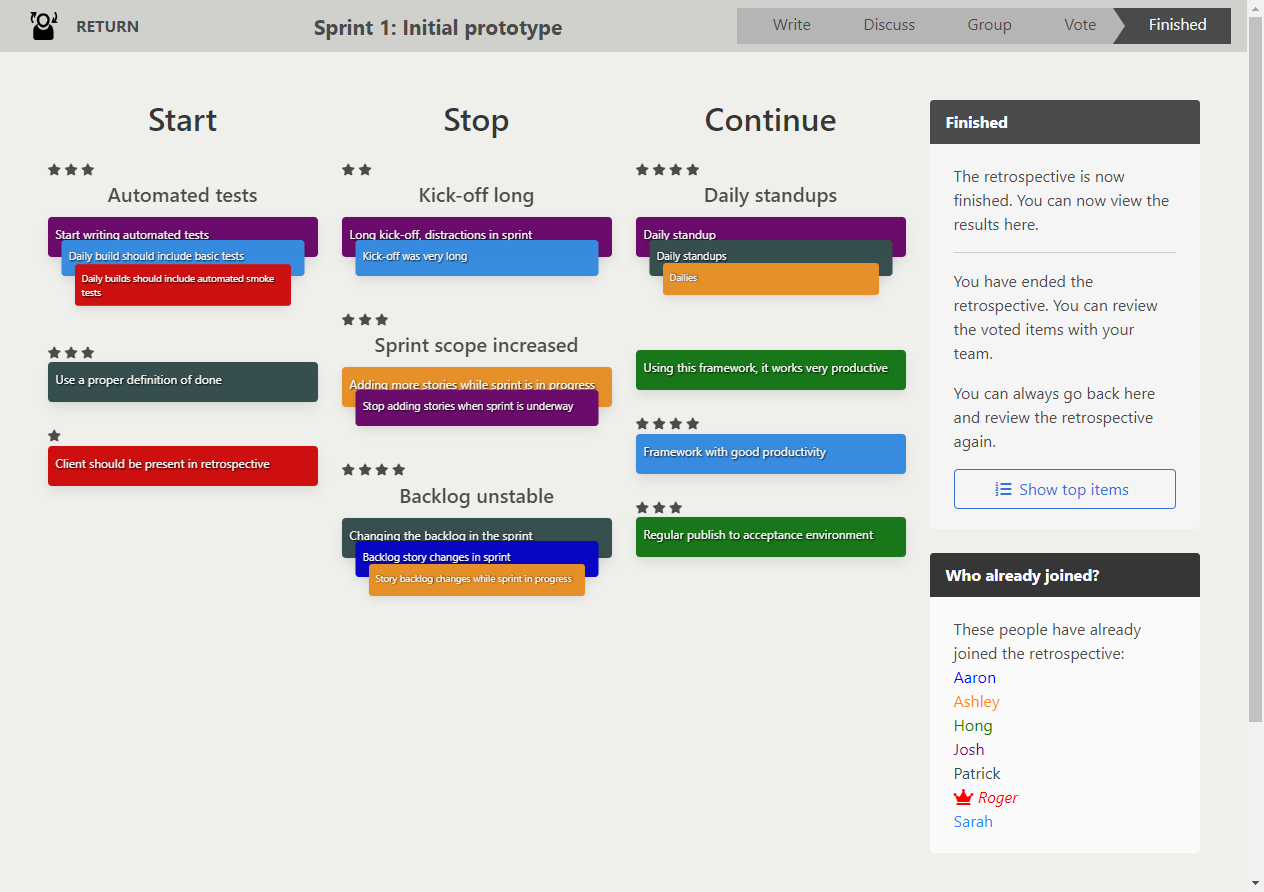 RETURN
Sprint 1: Initial prototype
Write
Discuss
Group
Vote
Finished
Start
Automated tests
Start writing automated tests
Daily build should include basic tests
Daily builds should include automated smoke
tests
Use a proper definition of done
Client should be present in retrospective
Stop
Kick-off long
Long kick-off, distractions in sprint
Kick-off was very long
Sprint scope increased
Adding more stories while sprint is in progress
Stop adding stories when sprint is underway
Backlog unstable
Changing the backlog in the sprint
Backlog story changes in sprint
Story backlog changes while sprint in progress
Continue
Daily standups
Daily standup
Daily standups
Dailies
Using this framework, it works very productive
Framework with good productivity
Regular publish to acceptance environment
Finished
The retrospective is now
finished. You can now view the
results here.
You have ended the
retrospective. You can review
the voted items with your
team.
You can always go back here
and review the retrospective
again.
Show top items
Who already joined?
These people have already
joined the retrospective:
Aaron
Ashley
Hong
Josh
Patrick
Roger
Sarah